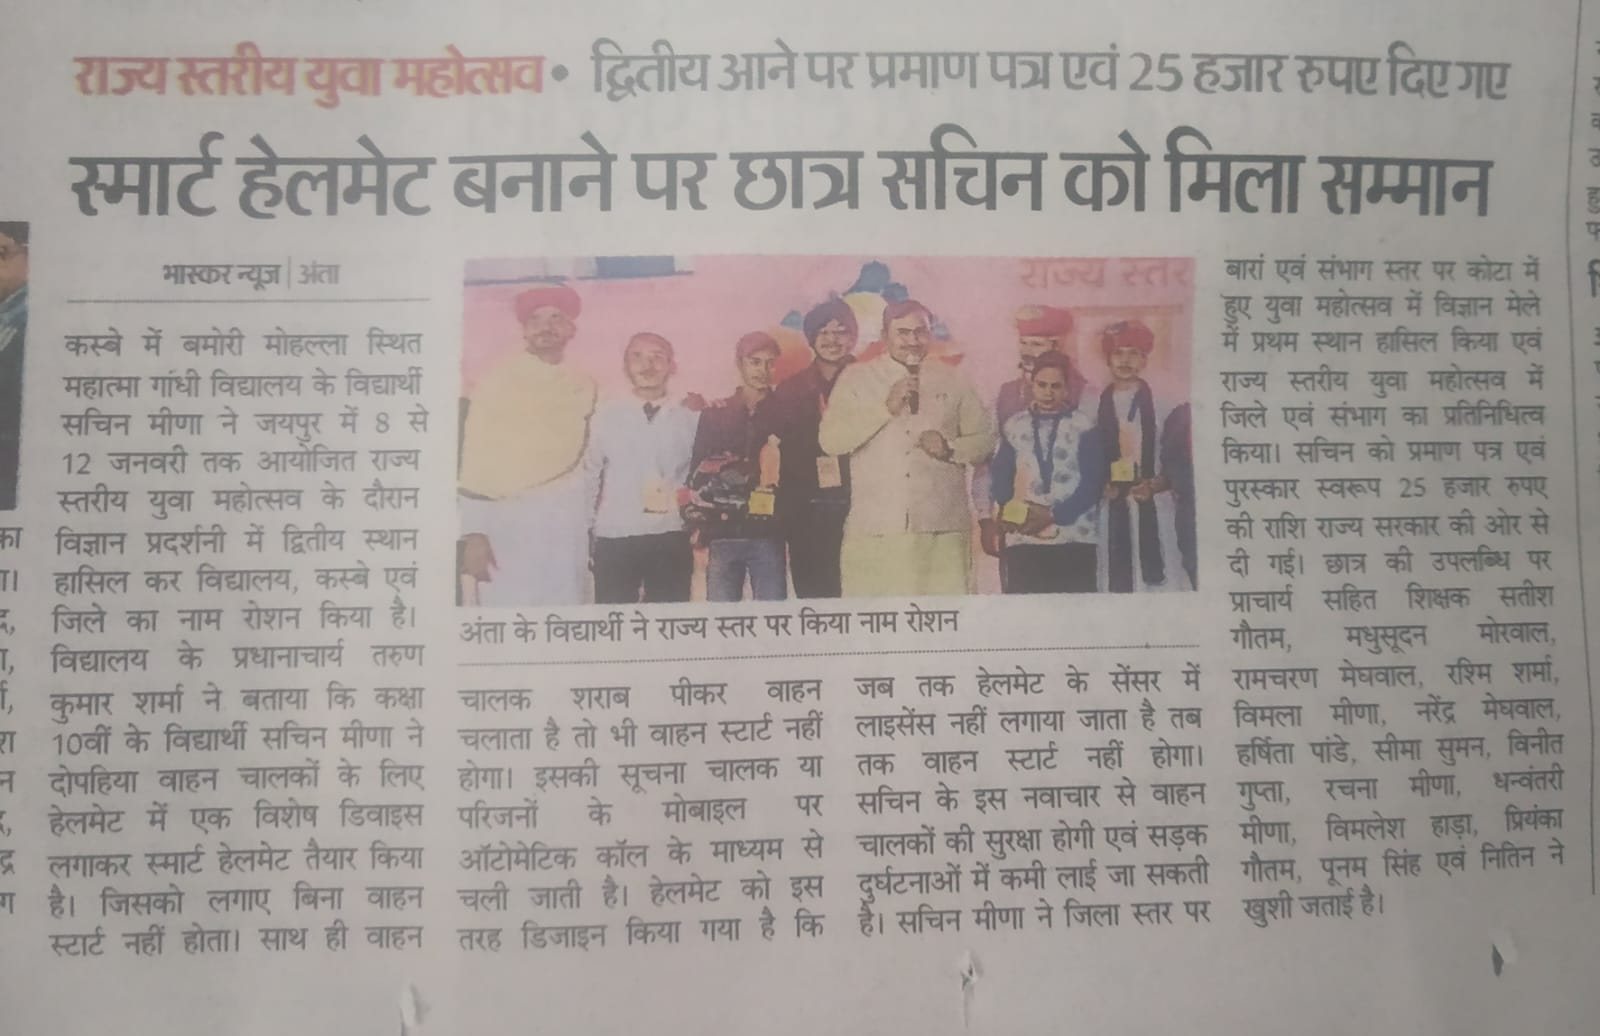 राज्य स्तरीय युवा महोत्सव • द्वितीय आने पर प्रमाण पत्र एवं 25 हजार रुपए दिए गए
स्मार्ट हेलमेट बनाने पर छात्र सचिन को मिला सम्मान
भास्कर न्यूज | अंता
कस्बे में बमोरी मोहल्ला स्थित
महात्मा गांधी विद्यालय के विद्यार्थी
सचिन मीणा ने जयपुर में 8 से
12 जनवरी तक आयोजित राज्य
स्तरीय युवा महोत्सव के दौरान
विज्ञान प्रदर्शनी में द्वितीय स्थान
हासिल कर विद्यालय, कस्बे एवं
जिले का नाम रोशन किया है।
विद्यालय के प्रधानाचार्य तरुण
कुमार शर्मा ने बताया कि कक्षा
10वीं के विद्यार्थी सचिन मीणा ने
दोपहिया वाहन चालकों के लिए
हेलमेट में एक विशेष डिवाइस
लगाकर स्मार्ट हेलमेट तैयार किया
है। जिसको लगाए बिना वाहन
स्टार्ट नहीं होता। साथ ही वाहन
राज्य स्तर
अंता के विद्यार्थी ने राज्य स्तर पर किया नाम रोशन
चालक शराब पीकर वाहन
चलाता है तो भी वाहन स्टार्ट नहीं
होगा। इसकी सूचना चालक या
परिजनों के मोबाइल पर
ऑटोमेटिक कॉल के माध्यम से
चली जाती है। हेलमेट को इस
तरह डिजाइन किया गया है कि
जब तक हेलमेट के सेंसर में
लाइसेंस नहीं लगाया जाता है तब
तक वाहन स्टार्ट नहीं होगा।
सचिन के इस नवाचार से वाहन
चालकों की सुरक्षा होगी एवं सड़क
दुर्घटनाओं में कमी लाई जा सकती
है। सचिन मीणा ने जिला स्तर पर
बारां एवं संभाग स्तर पर कोटा में
हुए युवा महोत्सव में विज्ञान मेले
में प्रथम स्थान हासिल किया एवं
राज्य स्तरीय युवा महोत्सव में
जिले एवं संभाग का प्रतिनिधित्व
किया। सचिन को प्रमाण पत्र एवं
पुरस्कार स्वरूप 25 हजार रुपए
की राशि राज्य सरकार की ओर से
दी गई। छात्र की उपलब्धि पर
प्राचार्य सहित शिक्षक सतीश
गौतम, मधुसूदन मोरवाल,
रामचरण मेघवाल, रश्मि शर्मा,
विमला मीणा, नरेंद्र मेघवाल,
हर्षिता पांडे, सीमा सुमन, विनीत
गुप्ता, रचना मीणा, धन्वंतरी
मीणा, विमलेश हाड़ा, प्रियंका
गौतम, पूनम सिंह एवं नितिन ने
खुशी जताई है।